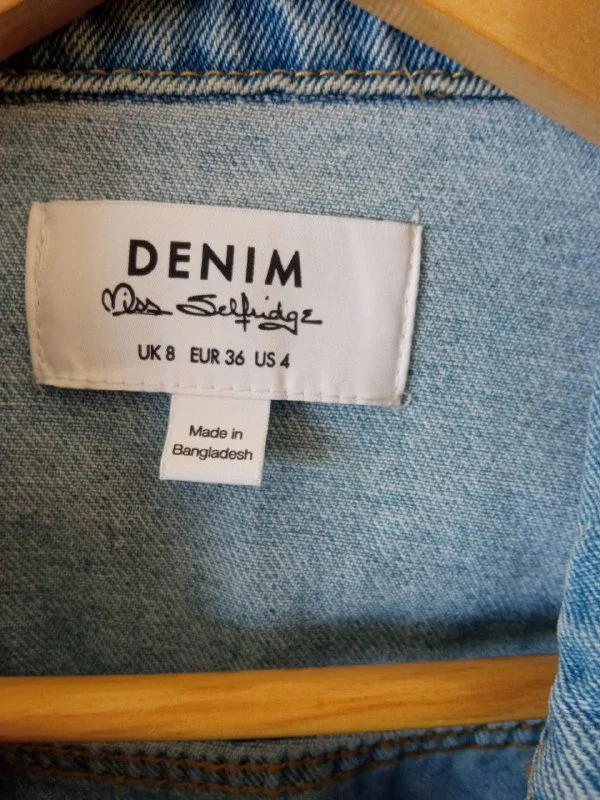 DENIM
Miss Selfridge
UK 8 EUR 36 US 4
Made in
Bangladesh